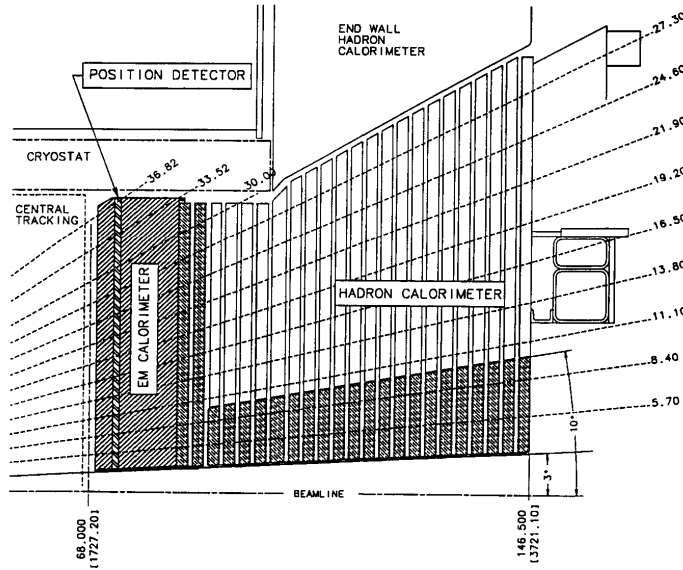 END WALL
HADRON
CALORIMETER
27.30
POSITION DETECTOR
24.60
21.90
CRYOSTAT
36.82
33.52
30.00
19.20
CENTRAL
TRACKING
16.50
EM CALORIMETER
HADRON CALORIMETER
13.80
11.10
8.40
5.70
10°
3°
BEAMLINE
68.000
[1727.20]
146.500
[3721.10]